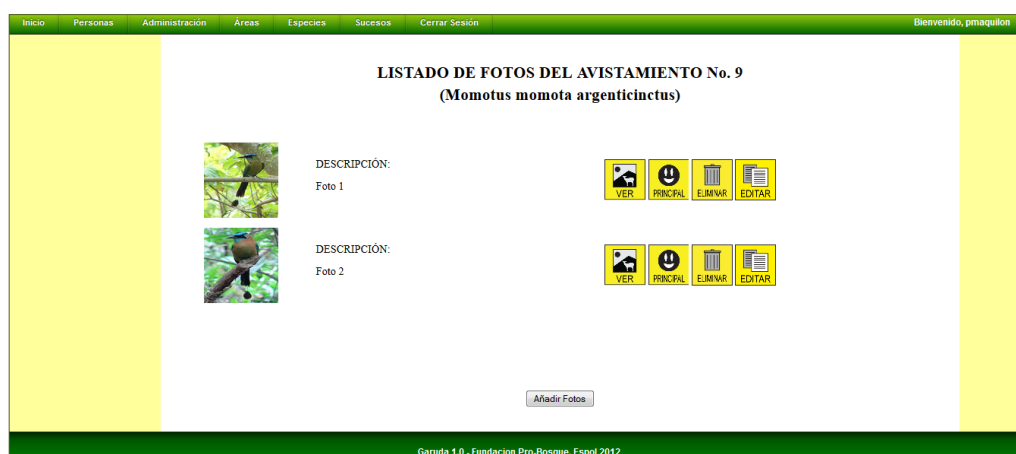 Inicio Personas Administración Áreas Especies Sucesos Cerrar Sesión Bienvenido, pmaquilon
LISTADO DE FOTOS DEL AVISTAMIENTO No. 9
(Momotus momota argenticinctus)
DESCRIPCIÓN:
Foto 1
VER PRINCIPAL ELIMINAR EDITAR
DESCRIPCIÓN:
Foto 2
VER PRINCIPAL ELIMINAR EDITAR
Añadir Fotos
Garuda 1.0 - Fundacion Pro-Bosque, Espol 2012